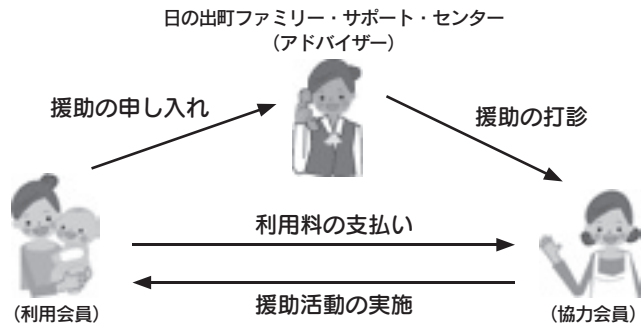 日の出町ファミリー・サポート・センター
（アドバイザー）
援助の申し入れ
援助の打診
利用料の支払い
援助活動の実施
（利用会員）
（協力会員）